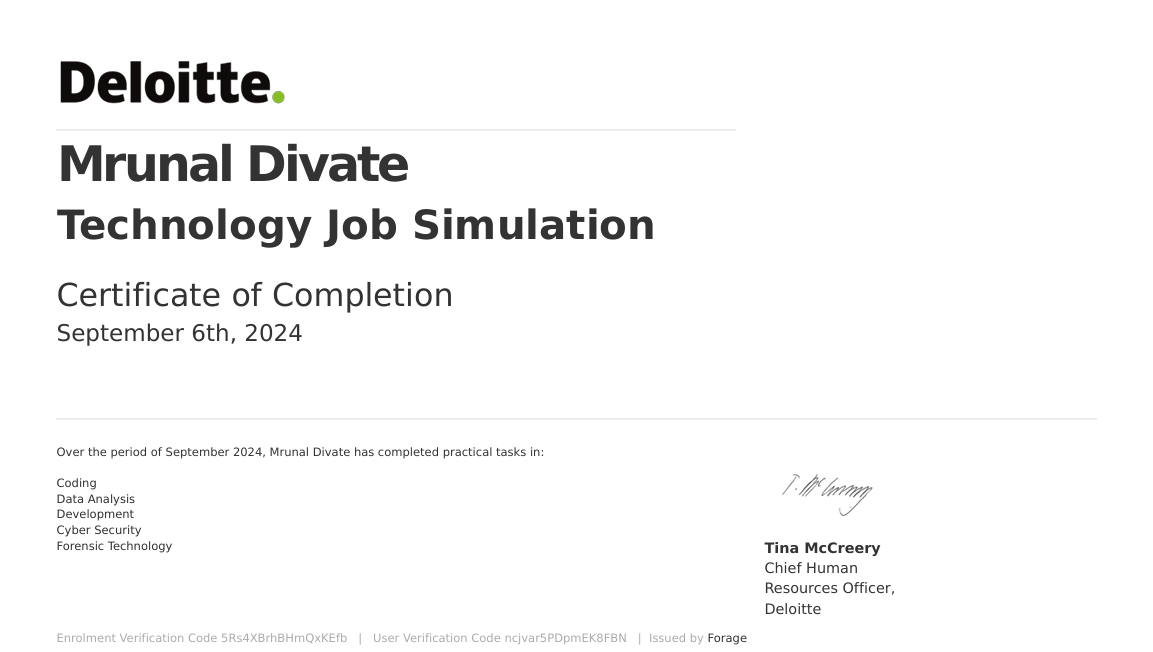 Deloitte.
Mrunal Divate
Technology Job Simulation
Certificate of Completion
September 6th, 2024
Over the period of September 2024, Mrunal Divate has completed practical tasks in:
Coding
Data Analysis
Development
Cyber Security
Forensic Technology
T. McCreery
Tina McCreery
Chief Human
Resources Officer,
Deloitte
Enrolment Verification Code 5Rs4XBrhBHmQxKEfb | User Verification Code ncjvar5PDpmEK8FBN | Issued by Forage